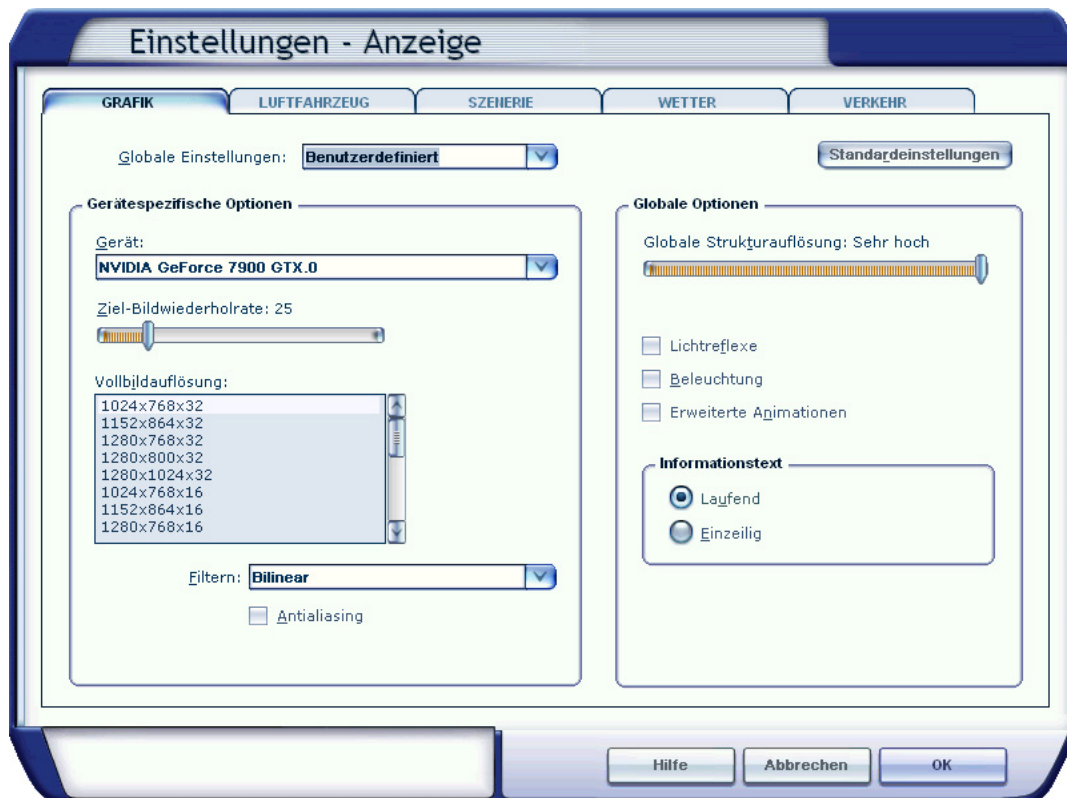 Einstellungen - Anzeige
GRAFIK
LUFTFAHRZEUG
SZENERIE
WETTER
VERKEHR
Globale Einstellungen: Benutzerdefiniert
Standardeinstellungen
Gerätespezifische Optionen
Gerät:
NVIDIA GeForce 7900 GTX.0
Ziel-Bildwiederholrate: 25
Vollbildauflösung:
1024x768x32
1152x864x32
1280x768x32
1280x800x32
1280x1024x32
1024x768x16
1152x864x16
1280x768x16
Filtern: Bilinear
Antialiasing
Globale Optionen
Globale Strukturauflösung: Sehr hoch
Lichtreflexe
Beleuchtung
Erweiterte Animationen
Informationstext
Laufend
Einzeilig
Hilfe
Abbrechen
OK